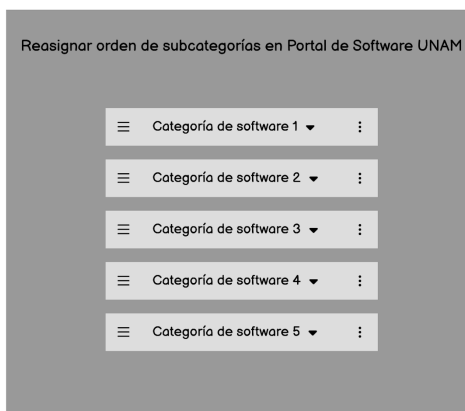 Reasignar orden de subcategorías en Portal de Software UNAM
Categoría de software 1
Categoría de software 2
Categoría de software 3
Categoría de software 4
Categoría de software 5